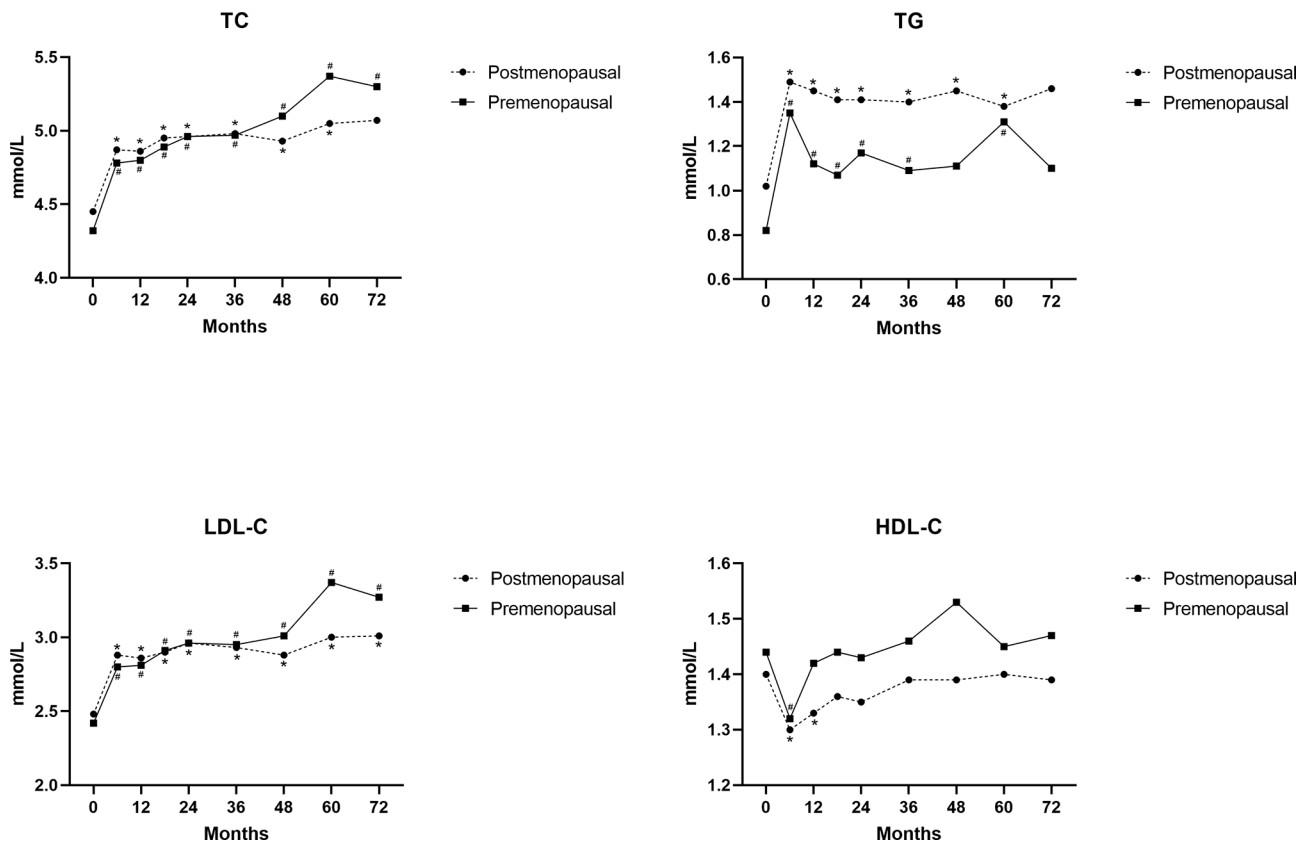 TC
5.5
5.0
4.5
4.0
mmol/L
0 12 24 36 48 60 72
Months
* * * * * * *
# # # # # # # #
Postmenopausal
Premenopausal
TG
1.6
1.4
1.2
1.0
0.8
0.6
mmol/L
0 12 24 36 48 60 72
Months
* * * * * * *
# # # # # #
Postmenopausal
Premenopausal
LDL-C
3.5
3.0
2.5
2.0
mmol/L
0 12 24 36 48 60 72
Months
* * * * * * * *
# # # # # # # #
Postmenopausal
Premenopausal
HDL-C
1.6
1.5
1.4
1.3
1.2
mmol/L
0 12 24 36 48 60 72
Months
#
* *
Postmenopausal
Premenopausal